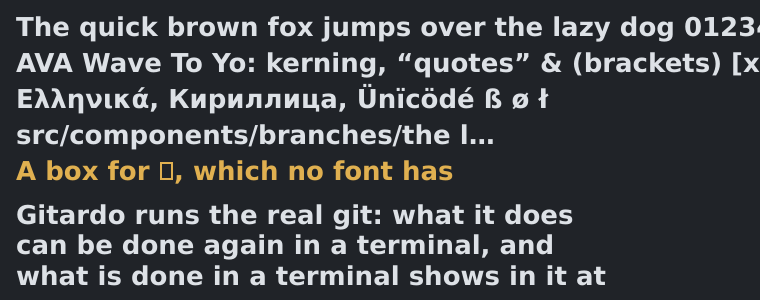 The quick brown fox jumps over the lazy dog 01234
AVA Wave To Yo: kerning, “quotes” & (brackets) [x
Ελληνικά, Кириллица, Ünïcödé ß ø ł
src/components/branches/the l…
A box for □, which no font has
Gitardo runs the real git: what it does
can be done again in a terminal, and
what is done in a terminal shows in it at